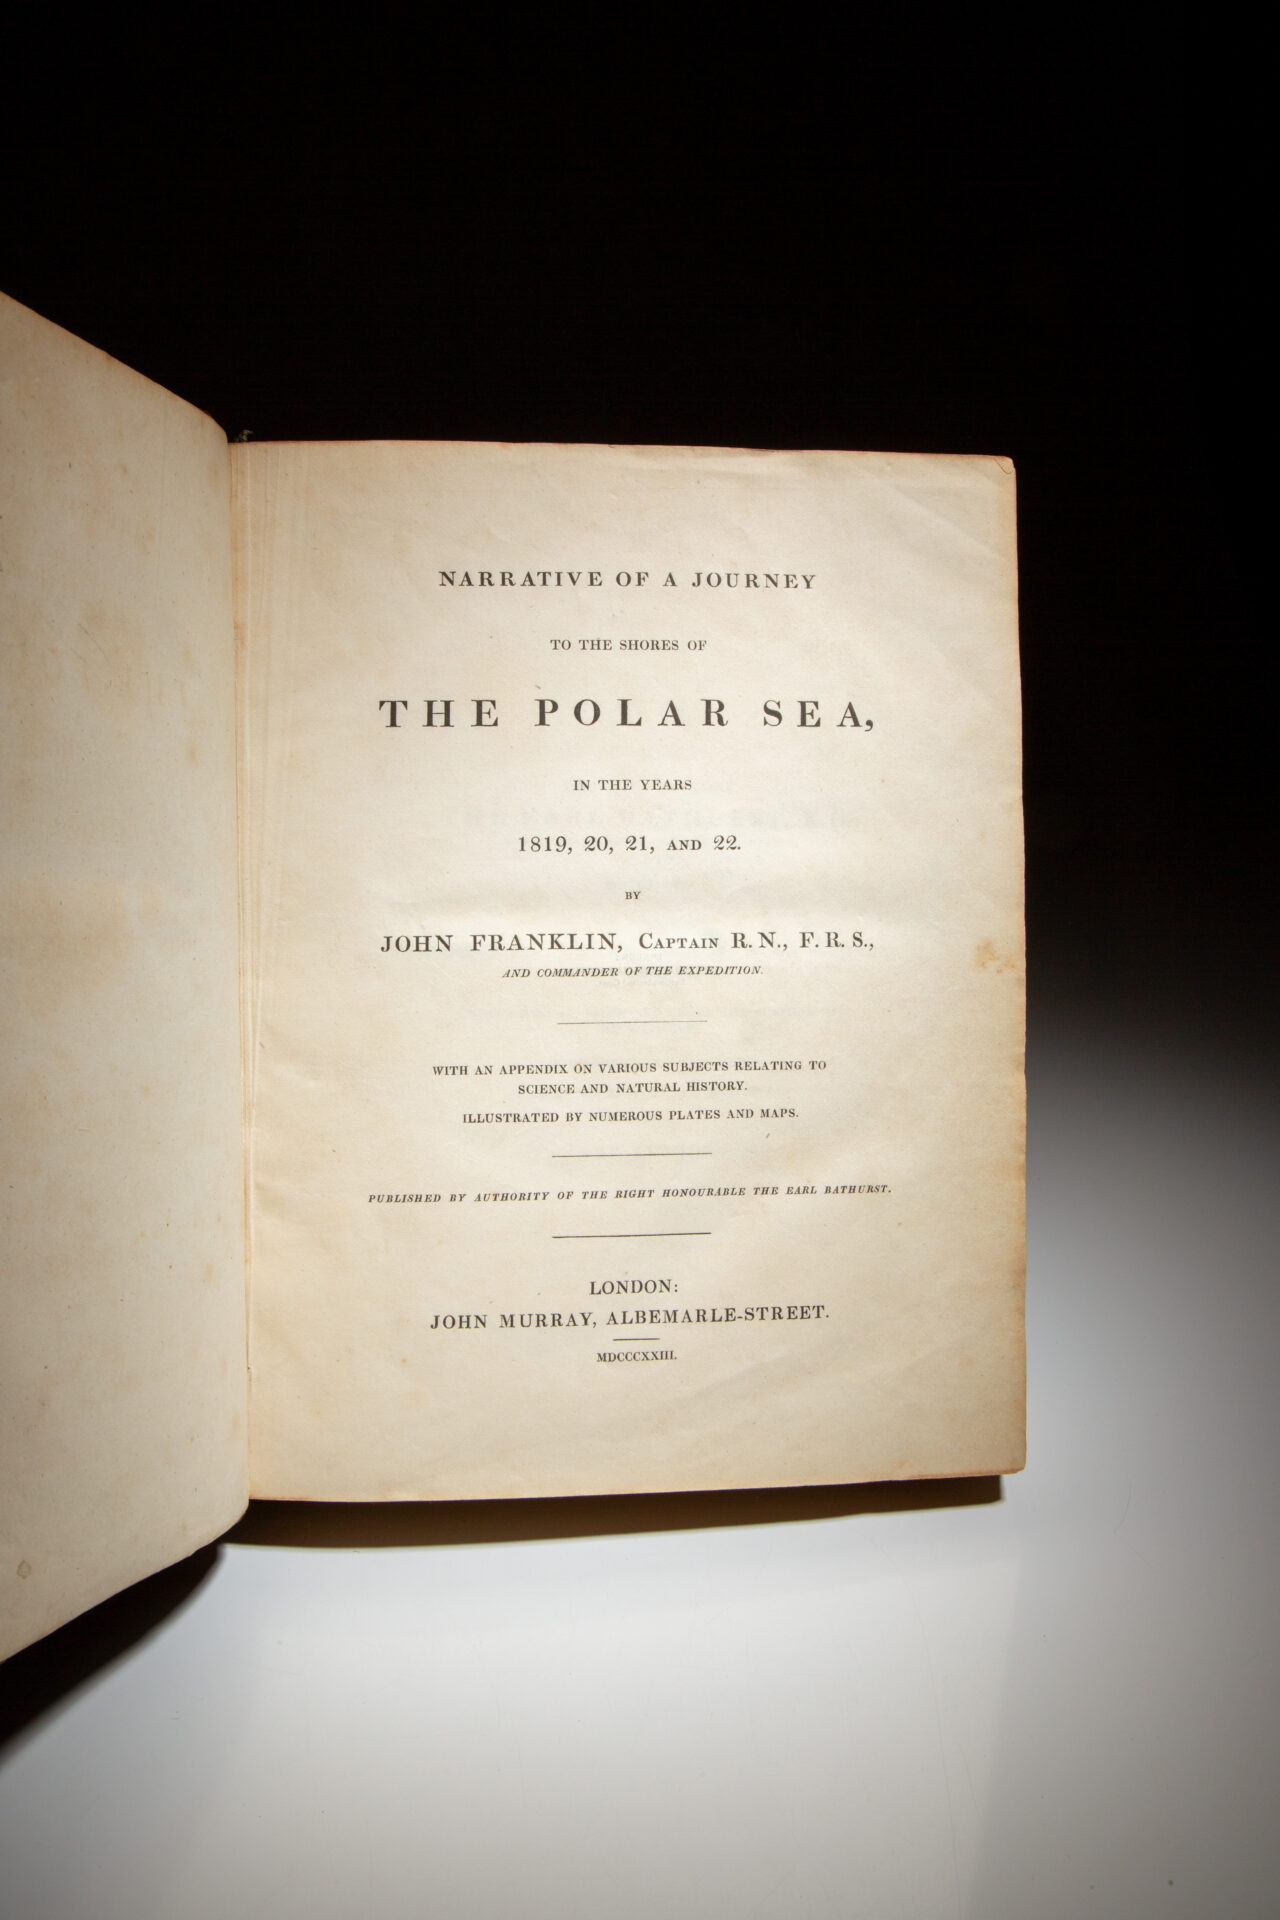 NARRATIVE OF A JOURNEY
TO THE SHORES OF
THE POLAR SEA,
IN THE YEARS
1819, 20, 21, AND 22.
BY
JOHN FRANKLIN, CAPTAIN R. N., F. R. S.,
AND COMMANDER OF THE EXPEDITION.
WITH AN APPENDIX ON VARIOUS SUBJECTS RELATING TO
SCIENCE AND NATURAL HISTORY.
ILLUSTRATED BY NUMEROUS PLATES AND MAPS.
PUBLISHED BY AUTHORITY OF THE RIGHT HONOURABLE THE EARL BATHURST.
LONDON:
JOHN MURRAY, ALBEMARLE-STREET.
MDCCCXXIII.